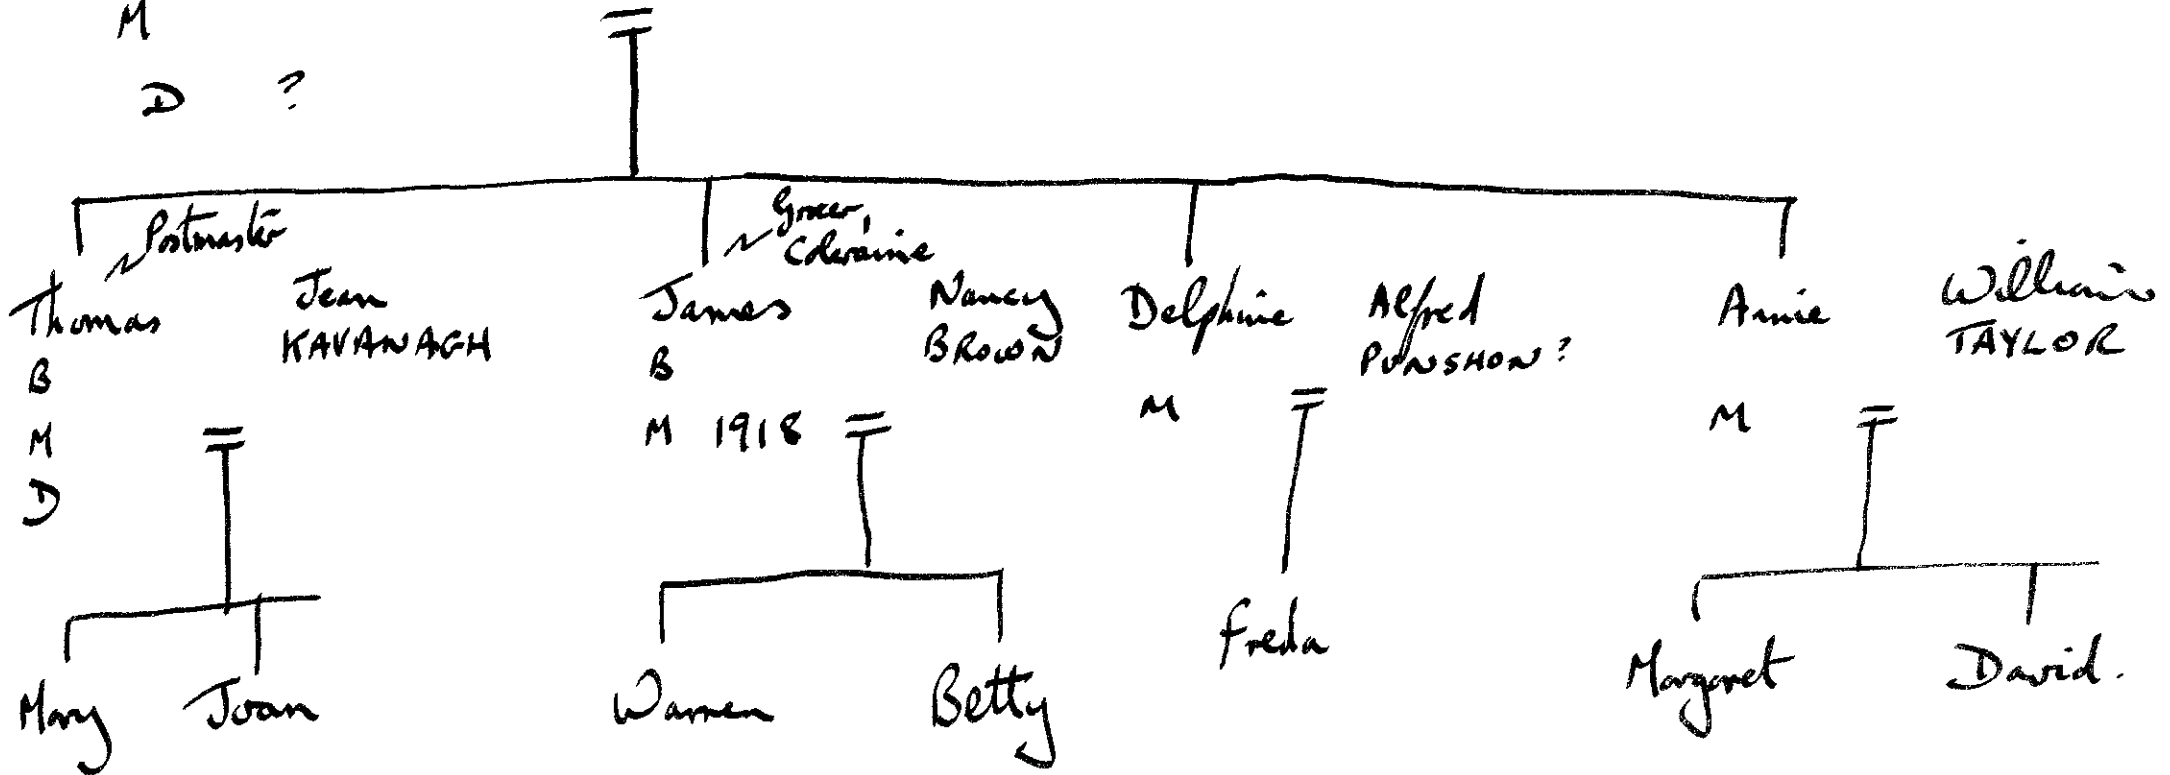 M
D ?
Postmaster
Grocer,
Coleraine
Thomas
Jean
KAVANAGH
James
Nancy
BROWN
Delphine
Alfred
PUNSHON?
Annie
William
TAYLOR
B
M
D
B
M 1918
M
M
Mary
Joan
Warren
Betty
Freda
Margaret
David.